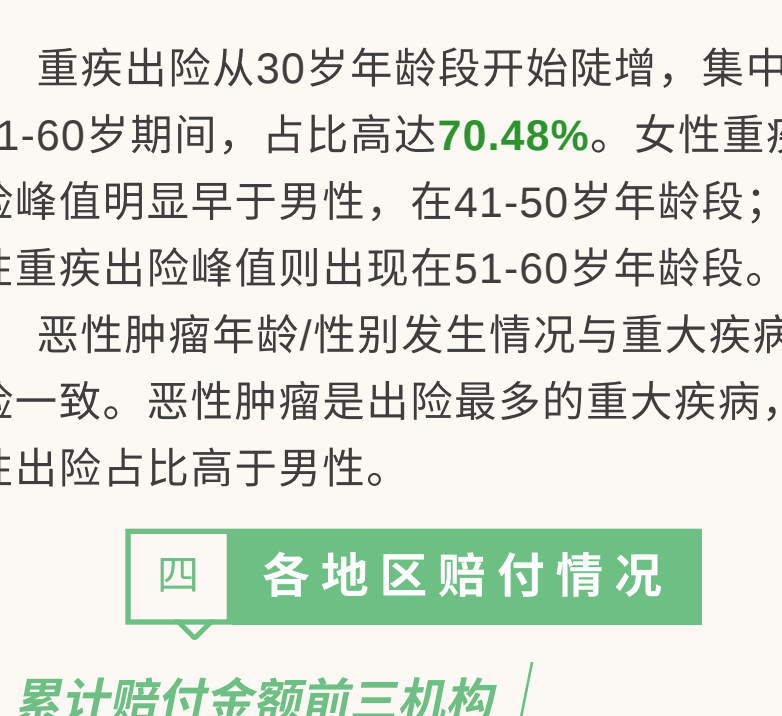 重疾出险从30岁年龄段开始陡增，集中
1-60岁期间，占比高达70.48%。女性重疾
险峰值明显早于男性，在41-50岁年龄段；
性重疾出险峰值则出现在51-60岁年龄段。
恶性肿瘤年龄/性别发生情况与重大疾病
险一致。恶性肿瘤是出险最多的重大疾病，
性出险占比高于男性。
四 各地区赔付情况
累计赔付金额前三机构